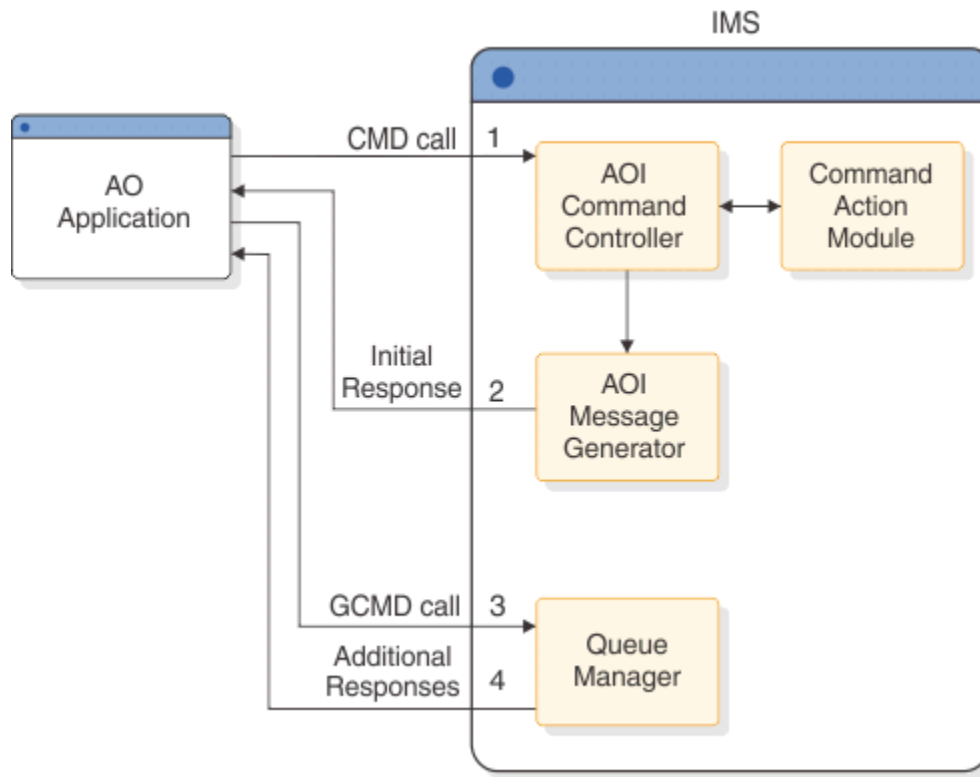 IMS
AO
Application
CMD call
1
AOI
Command
Controller
Command
Action
Module
Initial
Response
2
AOI
Message
Generator
GCMD call
3
Additional
Responses
4
Queue
Manager